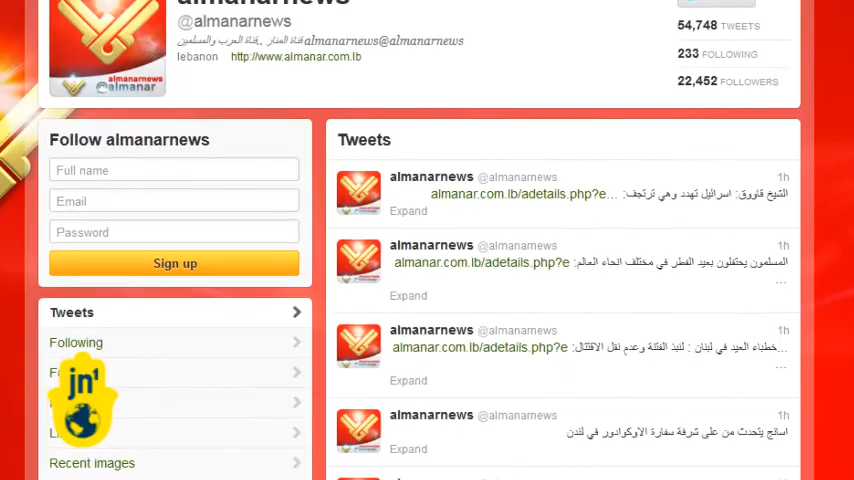 almanarnews
@almanarnews
قناة المنار ..قناة العرب والمسلمين almanarnews@almanarnews
lebanon http://www.almanar.com.lb
54,748 TWEETS
233 FOLLOWING
22,452 FOLLOWERS
almanarnews
@almanar
Follow almanarnews
Full name
Email
Password
Sign up
Tweets
Following
Recent images
jn1
Tweets
almanarnews @almanarnews 1h
الشيخ قاووق: اسرائيل تهدد وهي ترتجف: almanar.com.lb/adetails.php?e...
Expand
almanarnews @almanarnews 1h
المسلمون يحتفلون بعيد الفطر في مختلف انحاء العالم: almanar.com.lb/adetails.php?e
...
Expand
almanarnews @almanarnews 1h
...خطباء العيد في لبنان : لنبذ الفتنة وعدم نقل الاقتتال: almanar.com.lb/adetails.php?e
...
Expand
almanarnews @almanarnews 1h
اسانج يتحدث من على شرفة سفارة الاوكوادور في لندن
Expand